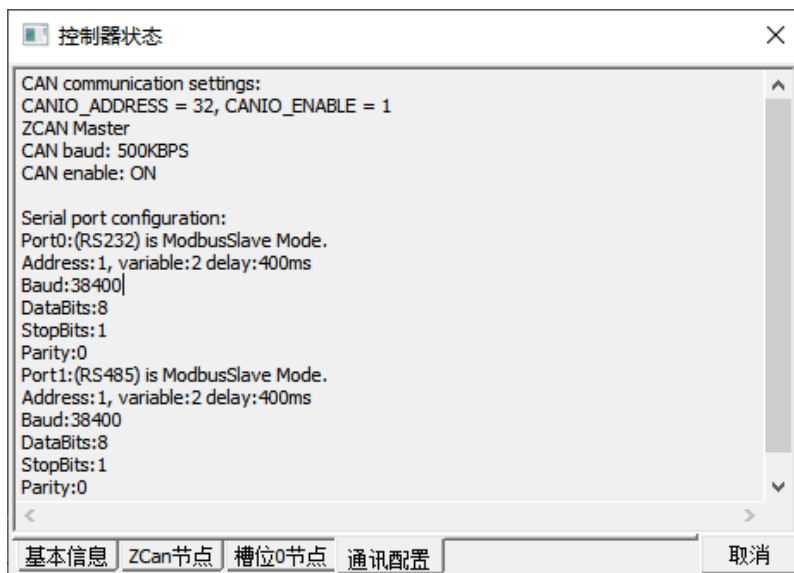 控制器状态
CAN communication settings:
CANIO_ADDRESS = 32, CANIO_ENABLE = 1
ZCAN Master
CAN baud: 500KBPS
CAN enable: ON
Serial port configuration:
Port0:(RS232) is ModbusSlave Mode.
Address:1, variable:2 delay:400ms
Baud:38400
DataBits:8
StopBits:1
Parity:0
Port1:(RS485) is ModbusSlave Mode.
Address:1, variable:2 delay:400ms
Baud:38400
DataBits:8
StopBits:1
Parity:0
基本信息 ZCan节点 槽位0节点 通讯配置 取消